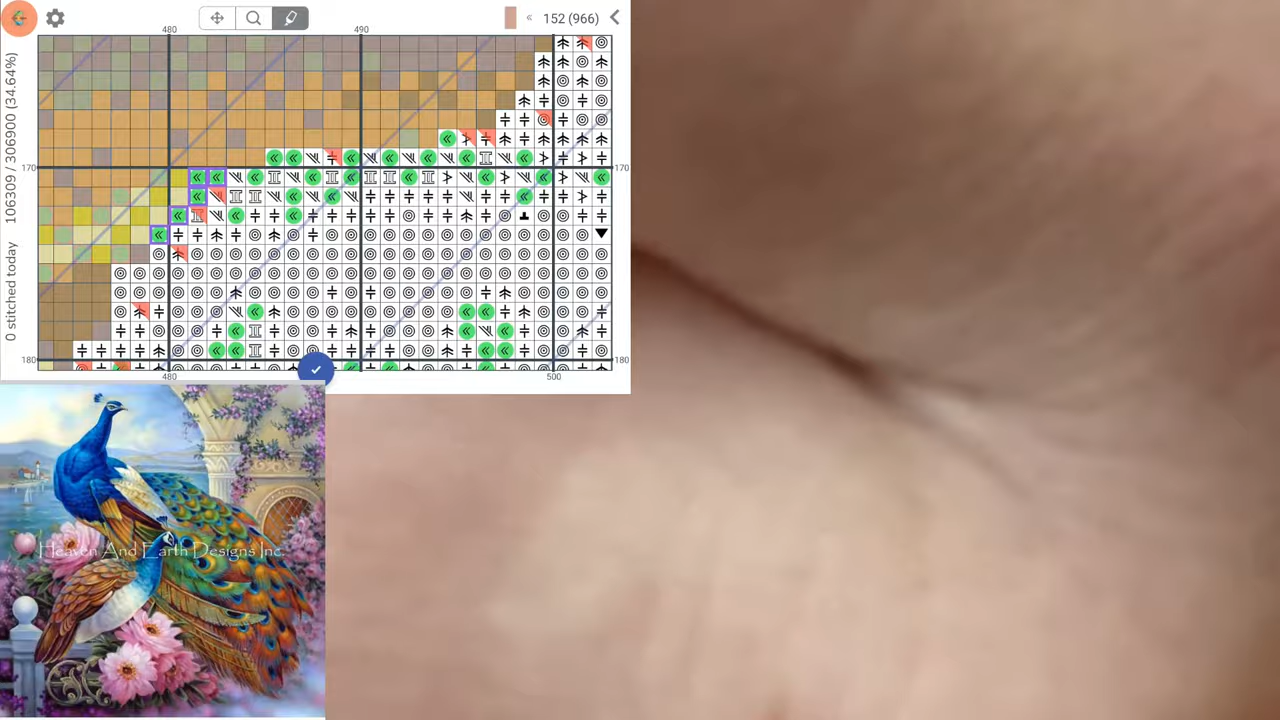 « 152 (966)
480 490
170 170
180 180
480 500
0 stitched today 106309 / 306900 (34.64%)
Heaven And Earth Designs Inc.